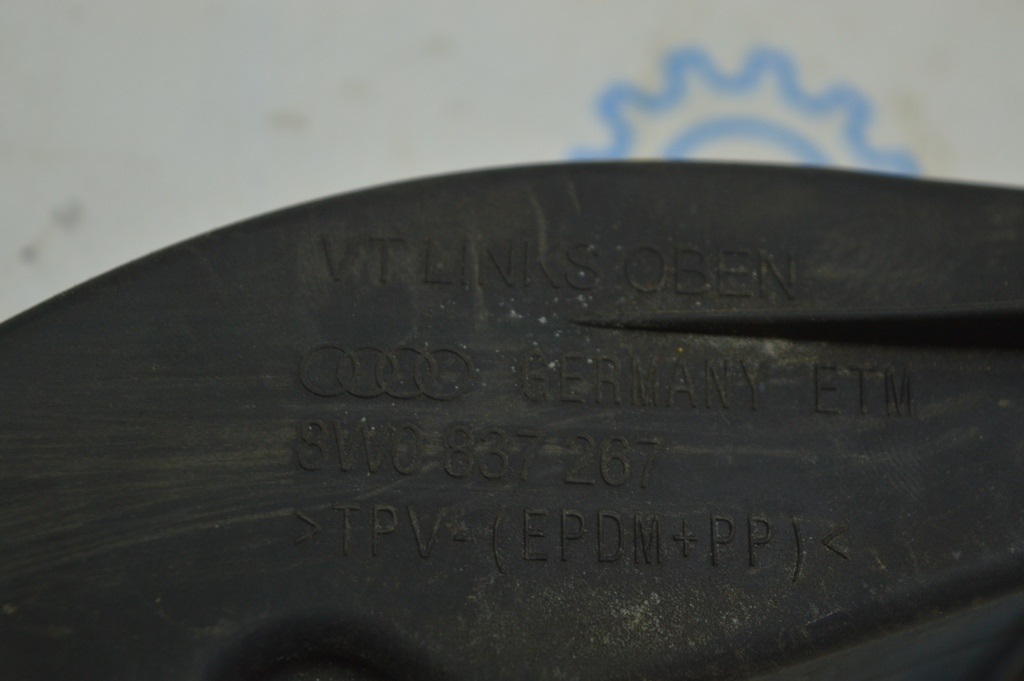 VT LINKS OBEN
GERMANY ETM
8W0 837 267
>TPV-(EPDM+PP)<